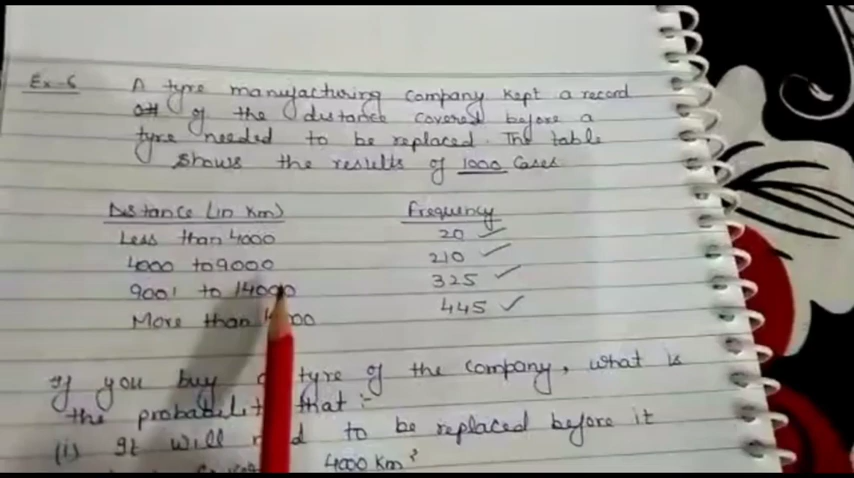 Ex-6 A tyre manufacturing company kept a record
of the distance covered before a
tyre needed to be replaced. The table
shows the results of 1000 cases
Distance (in Km) Frequency
Less than 4000 20 ✓
4000 to 9000 210 ✓
9001 to 14000 325 ✓
More than 445 ✓
If you buy tyre of the company, what is
the that :-
(i) It will to be replaced before it
4000 Km?